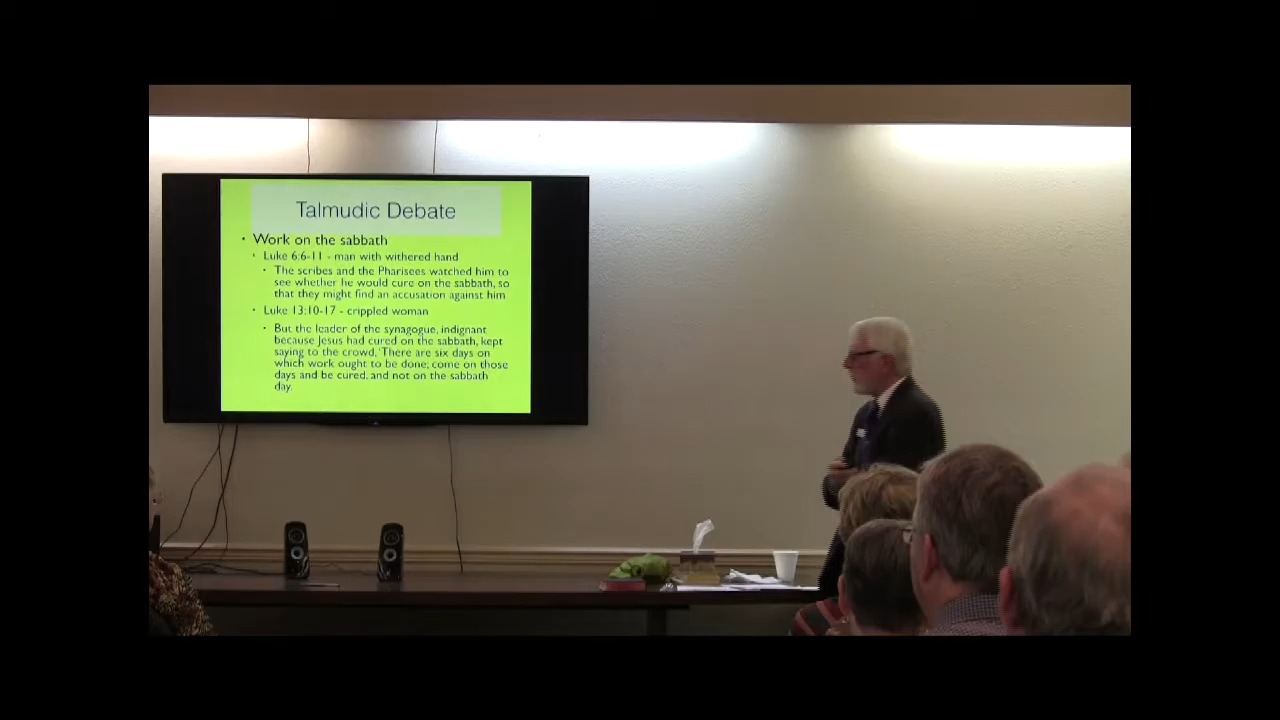 Talmudic Debate
• Work on the sabbath
• Luke 6:6-11 - man with withered hand
• The scribes and the Pharisees watched him to
see whether he would cure on the sabbath, so
that they might find an accusation against him
• Luke 13:10-17 - crippled woman
• But the leader of the synagogue, indignant
because Jesus had cured on the sabbath, kept
saying to the crowd, 'There are six days on
which work ought to be done; come on those
days and be cured, and not on the sabbath
day.